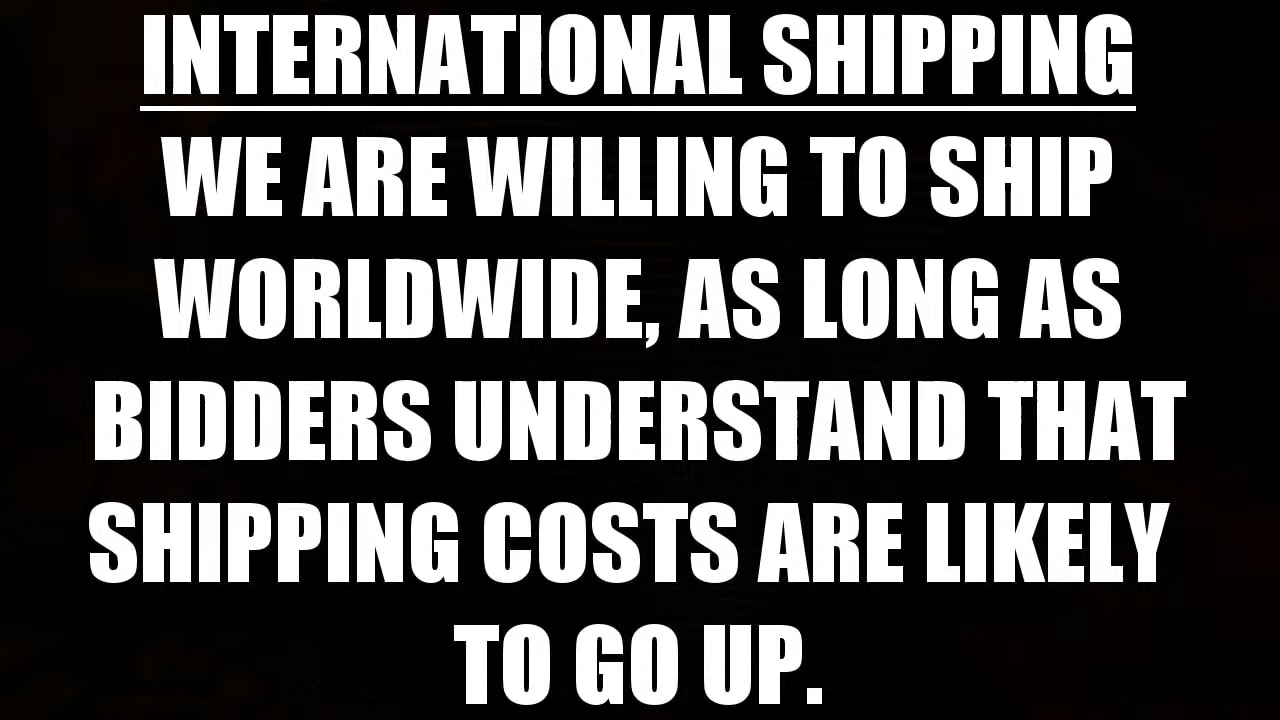 INTERNATIONAL SHIPPING
WE ARE WILLING TO SHIP
WORLDWIDE, AS LONG AS
BIDDERS UNDERSTAND THAT
SHIPPING COSTS ARE LIKELY
TO GO UP.